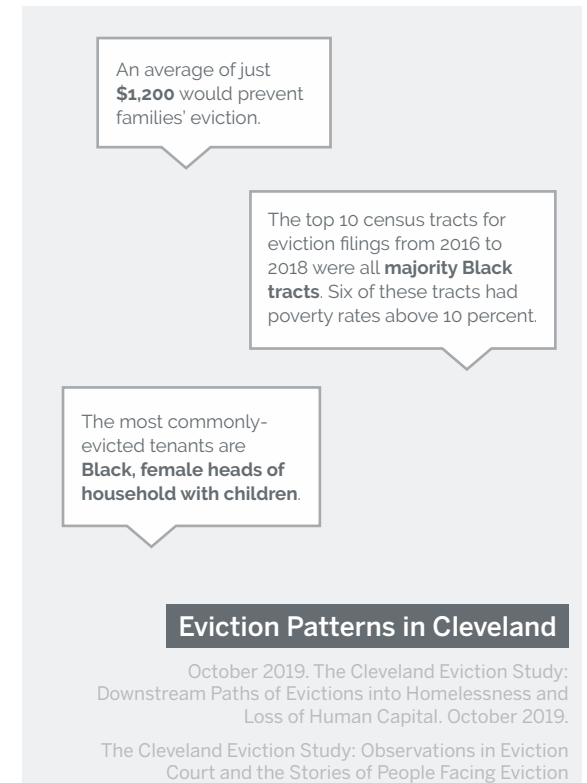 An average of just
$1,200 would prevent
families' eviction.
The top 10 census tracts for
eviction filings from 2016 to
2018 were all majority Black
tracts. Six of these tracts had
poverty rates above 10 percent.
The most commonly-
evicted tenants are
Black, female heads of
household with children.
Eviction Patterns in Cleveland
October 2019. The Cleveland Eviction Study:
Downstream Paths of Evictions into Homelessness and
Loss of Human Capital. October 2019.
The Cleveland Eviction Study: Observations in Eviction
Court and the Stories of People Facing Eviction